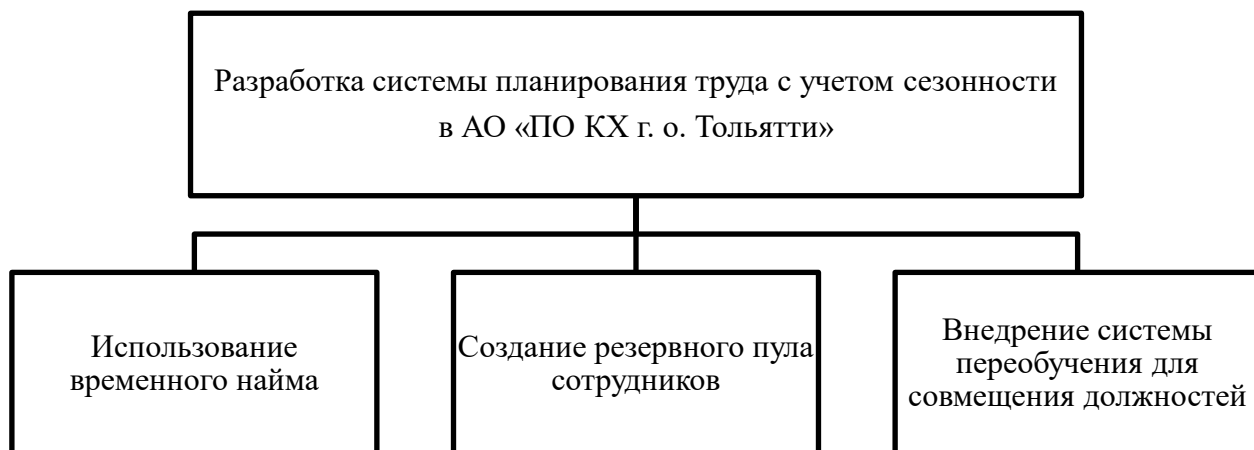 Разработка системы планирования труда с учетом сезонности
в АО «ПО КХ г. о. Тольятти»
Использование
временного найма
Создание резервного пула
сотрудников
Внедрение системы
переобучения для
совмещения должностей